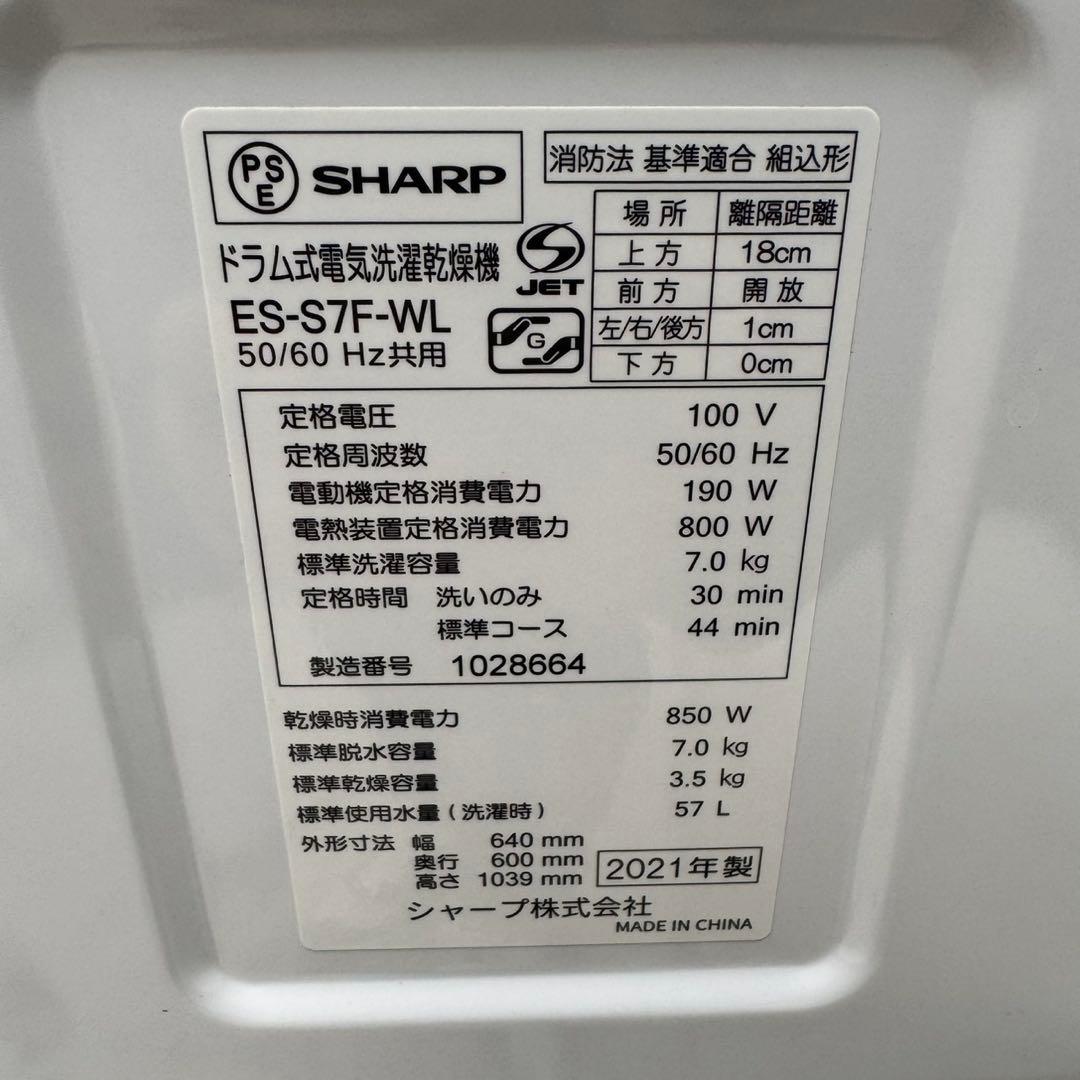 PSE SHARP
ドラム式電気洗濯乾燥機
ES-S7F-WL
50/60 Hz共用
JET
G
消防法 基準適合 組込形
場所 離隔距離
上方 18cm
前方 開放
左/右/後方 1cm
下方 0cm
定格電圧 100 V
定格周波数 50/60 Hz
電動機定格消費電力 190 W
電熱装置定格消費電力 800 W
標準洗濯容量 7.0 kg
定格時間 洗いのみ 30 min
標準コース 44 min
製造番号 1028664
乾燥時消費電力 850 W
標準脱水容量 7.0 kg
標準乾燥容量 3.5 kg
標準使用水量(洗濯時) 57 L
外形寸法 幅 640 mm
奥行 600 mm
高さ 1039 mm
2021年製
シャープ株式会社
MADE IN CHINA